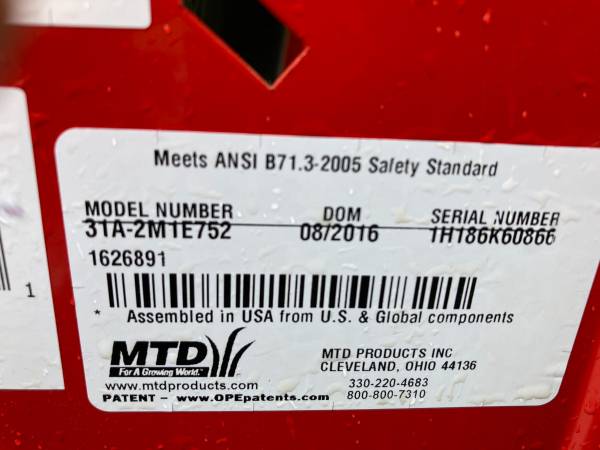 Meets ANSI B71.3-2005 Safety Standard
MODEL NUMBER DOM SERIAL NUMBER
31A-2M1E752 08/2016 1H186K60866
1626891
* Assembled in USA from U.S. & Global components
MTD
For A Growing World.™
www.mtdproducts.com
PATENT - www.OPEpatents.com
MTD PRODUCTS INC
CLEVELAND, OHIO 44136
330-220-4683
800-800-7310
1